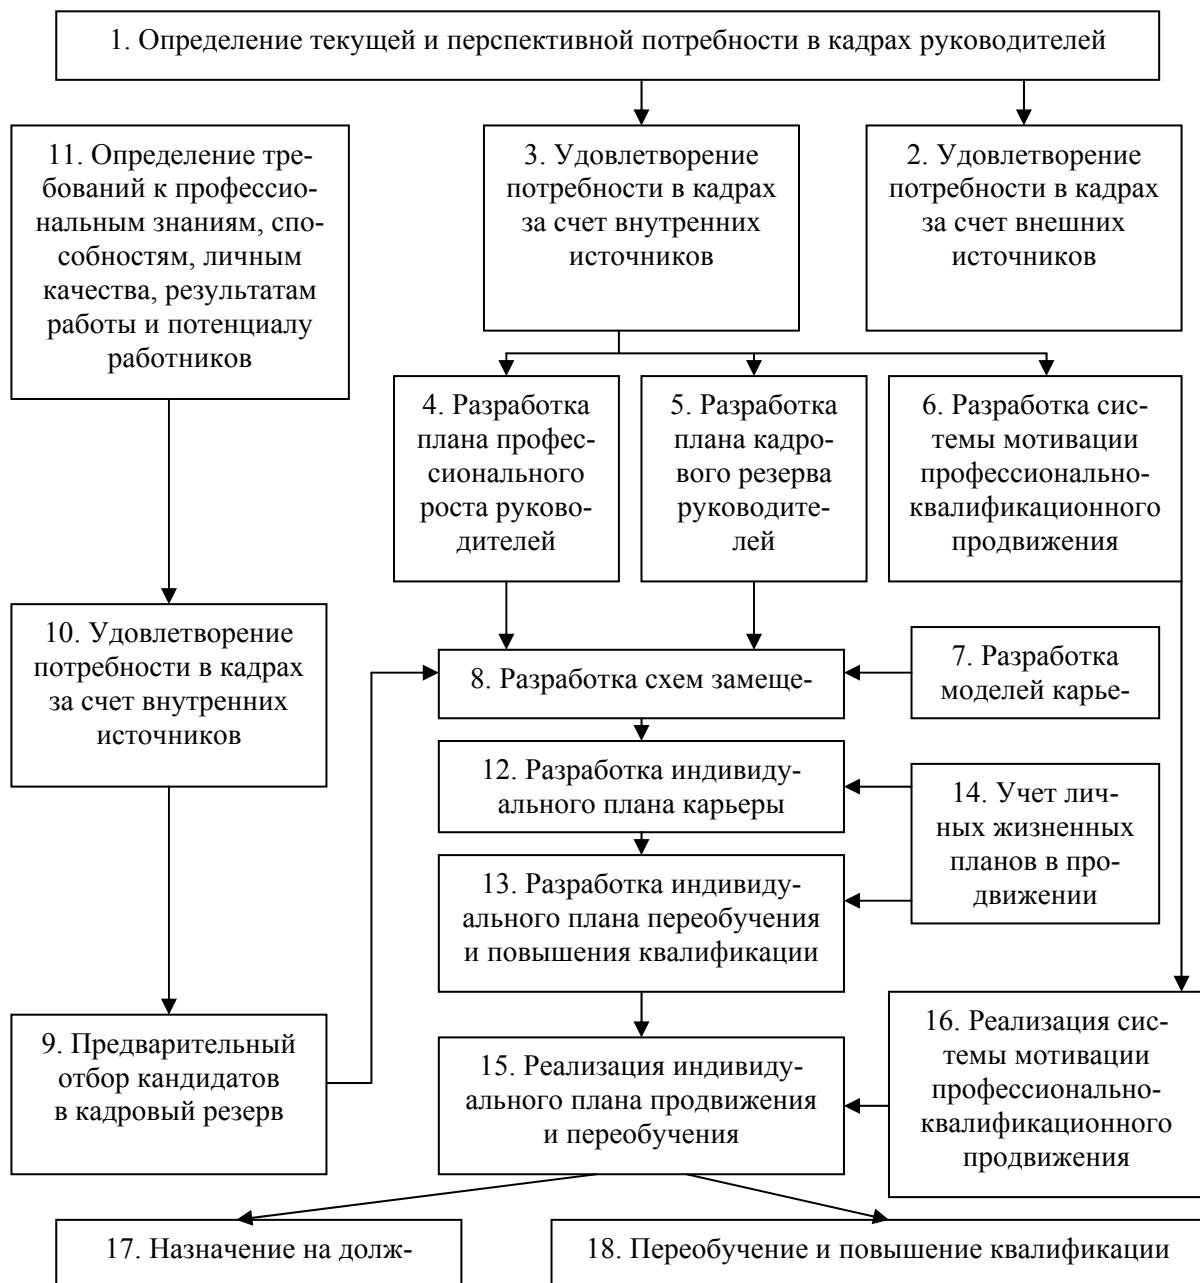 1. Определение текущей и перспективной потребности в кадрах руководителей
11. Определение тре-
бований к профессио-
нальным знаниям, спо-
собностям, личным
качества, результатам
работы и потенциалу
работников
3. Удовлетворение
потребности в кадрах
за счет внутренних
источников
2. Удовлетворение
потребности в кадрах
за счет внешних
источников
4. Разработка
плана профес-
сионального
роста руково-
дителей
5. Разработка
плана кадро-
вого резерва
руководите-
лей
6. Разработка сис-
темы мотивации
профессионально-
квалификационного
продвижения
10. Удовлетворение
потребности в кадрах
за счет внутренних
источников
8. Разработка схем замеще-
7. Разработка
моделей карье-
12. Разработка индивиду-
ального плана карьеры
14. Учет лич-
ных жизненных
планов в про-
движении
13. Разработка индивиду-
ального плана переобучения
и повышения квалификации
9. Предварительный
отбор кандидатов
в кадровый резерв
15. Реализация индивиду-
ального плана продвижения
и переобучения
16. Реализация сис-
темы мотивации
профессионально-
квалификационного
продвижения
17. Назначение на долж-
18. Переобучение и повышение квалификации